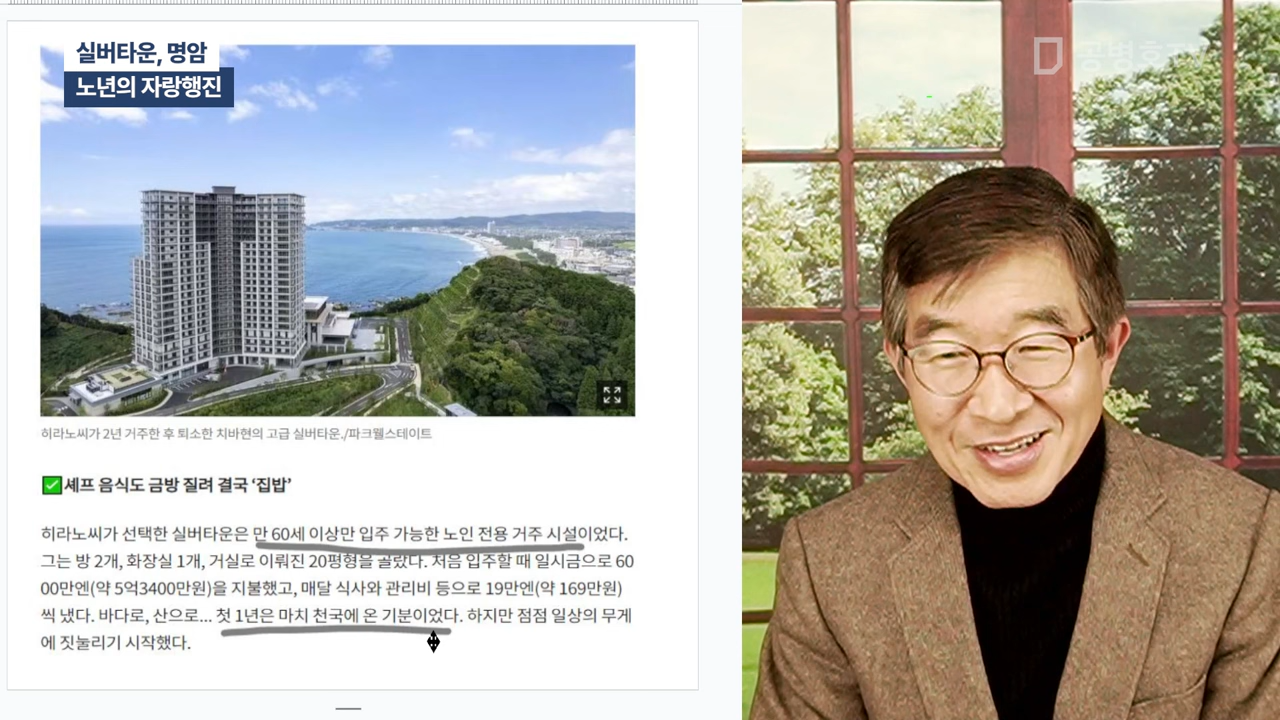 실버타운, 명암
노년의 자랑행진
공병호
히라노씨가 2년 거주한 후 퇴소한 치바현의 고급 실버타운./파크웰스테이트
✅셰프 음식도 금방 질려 결국 ‘집밥’
히라노씨가 선택한 실버타운은 만 60세 이상만 입주 가능한 노인 전용 거주 시설이었다.
그는 방 2개, 화장실 1개, 거실로 이뤄진 20평형을 골랐다. 처음 입주할 때 일시금으로 60
00만엔(약 5억3400만원)을 지불했고, 매달 식사와 관리비 등으로 19만엔(약 169만원)
씩 냈다. 바다로, 산으로... 첫 1년은 마치 천국에 온 기분이었다. 하지만 점점 일상의 무게
에 짓눌리기 시작했다.